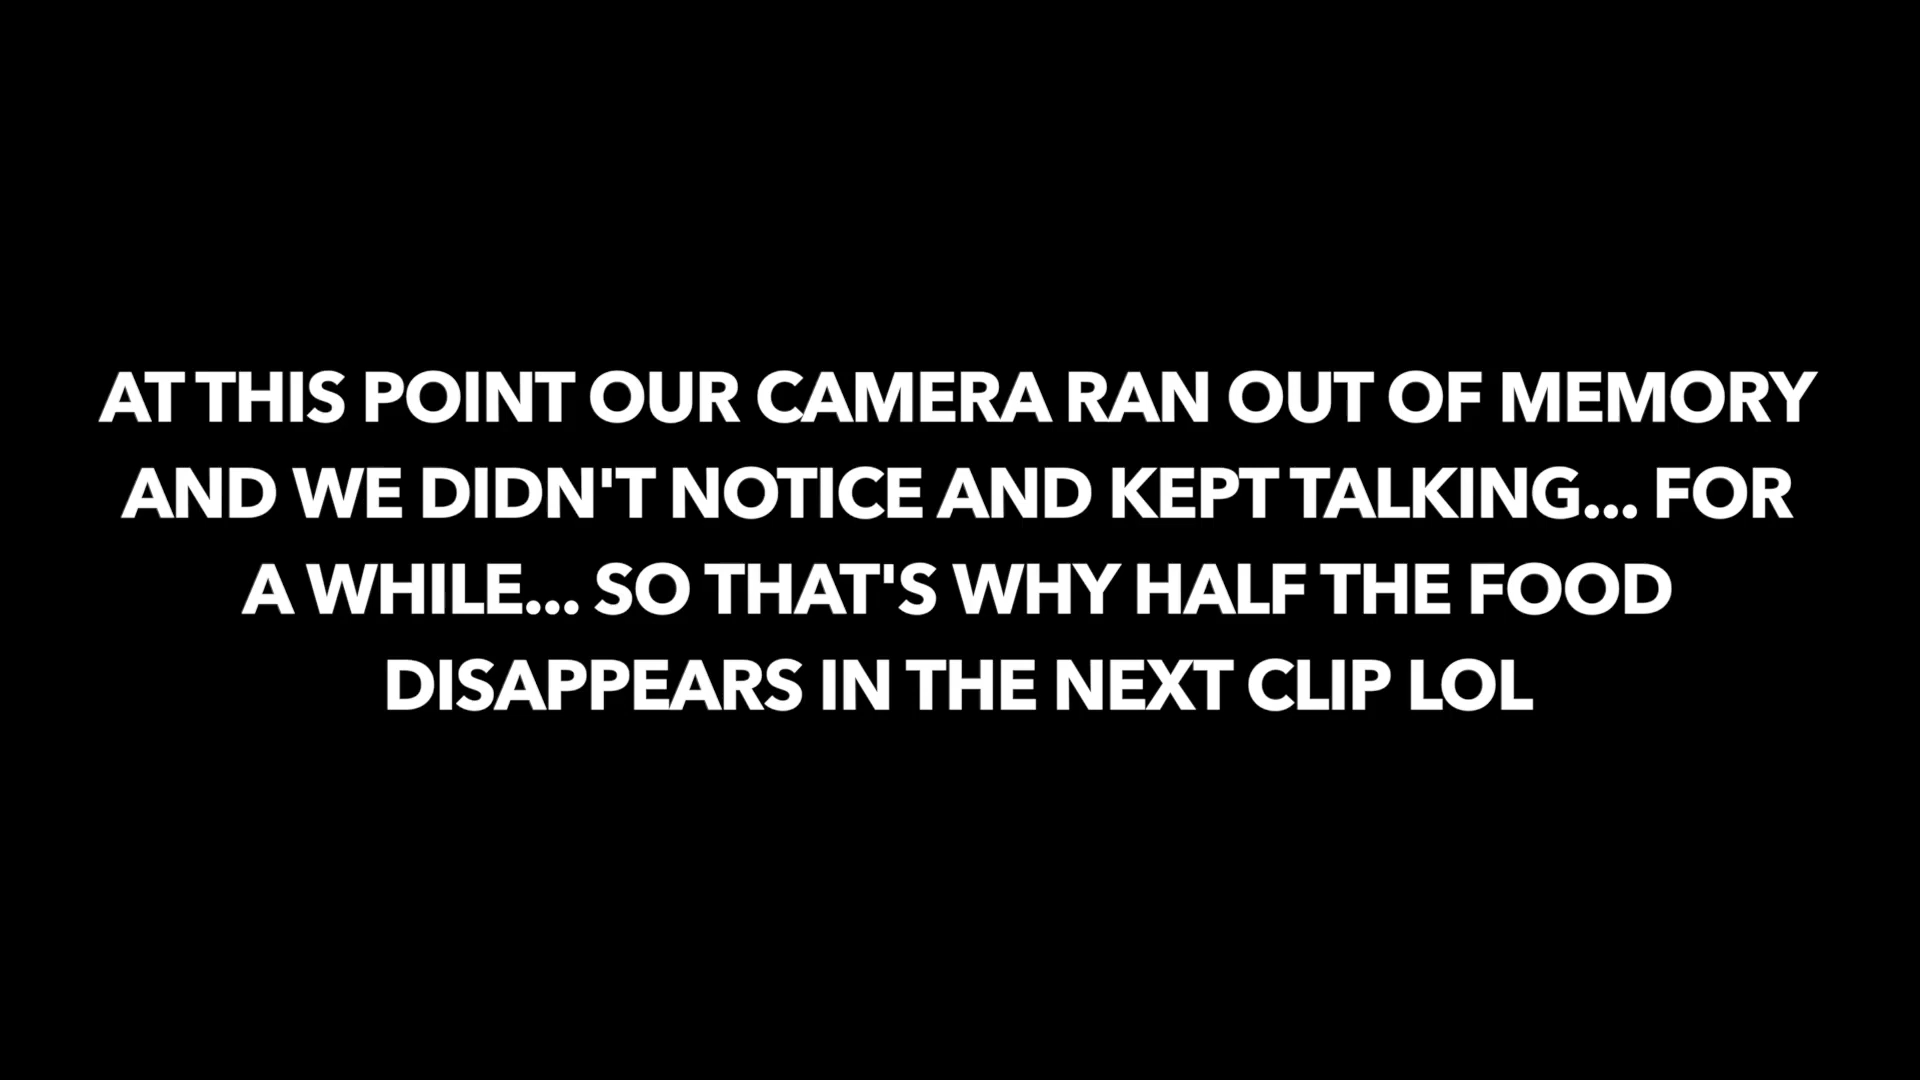 AT THIS POINT OUR CAMERA RAN OUT OF MEMORY
AND WE DIDN'T NOTICE AND KEPT TALKING... FOR
A WHILE... SO THAT'S WHY HALF THE FOOD
DISAPPEARS IN THE NEXT CLIP LOL